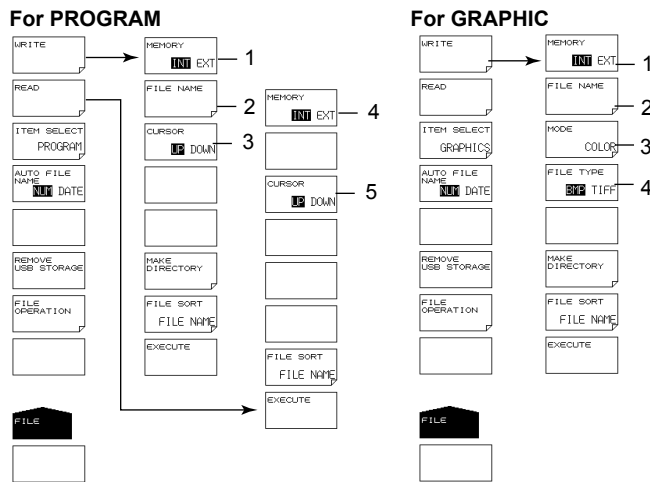 For PROGRAM
WRITE
READ
ITEM SELECT
PROGRAM
AUTO FILE
NAME
NUM DATE
REMOVE
USB STORAGE
FILE
OPERATION
FILE
MEMORY
INT EXT
1
FILE NAME
2
CURSOR
UP DOWN
3
MAKE
DIRECTORY
FILE SORT
FILE NAME
EXECUTE
MEMORY
INT EXT
4
CURSOR
UP DOWN
5
FILE SORT
FILE NAME
EXECUTE
For GRAPHIC
WRITE
READ
ITEM SELECT
GRAPHICS
AUTO FILE
NAME
NUM DATE
REMOVE
USB STORAGE
FILE
OPERATION
FILE
MEMORY
INT EXT
1
FILE NAME
2
MODE
COLOR
3
FILE TYPE
BMP TIFF
4
MAKE
DIRECTORY
FILE SORT
FILE NAME
EXECUTE